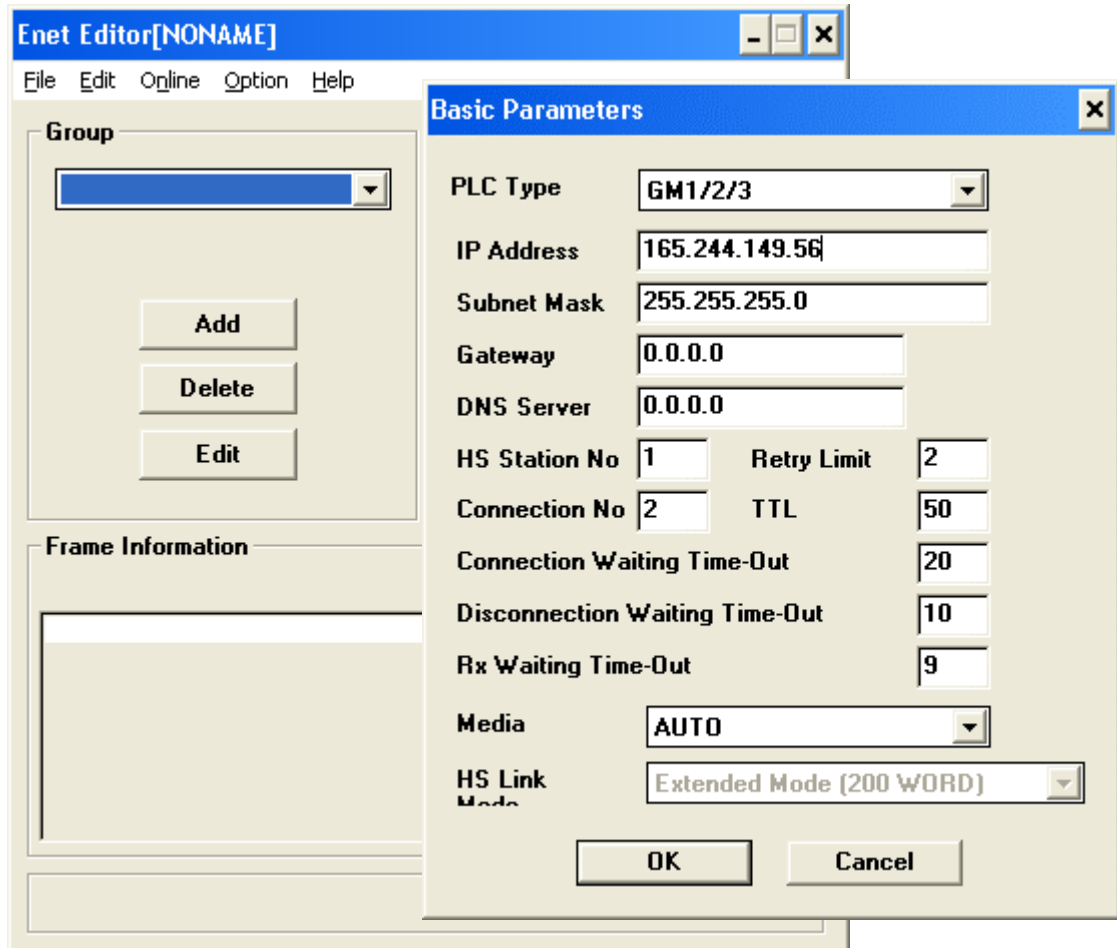 Enet Editor[NONAME]
File Edit Online Option Help
Group
Add
Delete
Edit
Frame Information
Basic Parameters
PLC Type GM1/2/3
IP Address 165.244.149.56
Subnet Mask 255.255.255.0
Gateway 0.0.0.0
DNS Server 0.0.0.0
HS Station No 1 Retry Limit 2
Connection No 2 TTL 50
Connection Waiting Time-Out 20
Disconnection Waiting Time-Out 10
Rx Waiting Time-Out 9
Media AUTO
HS Link Extended Mode (200 WORD)
Mode
OK Cancel